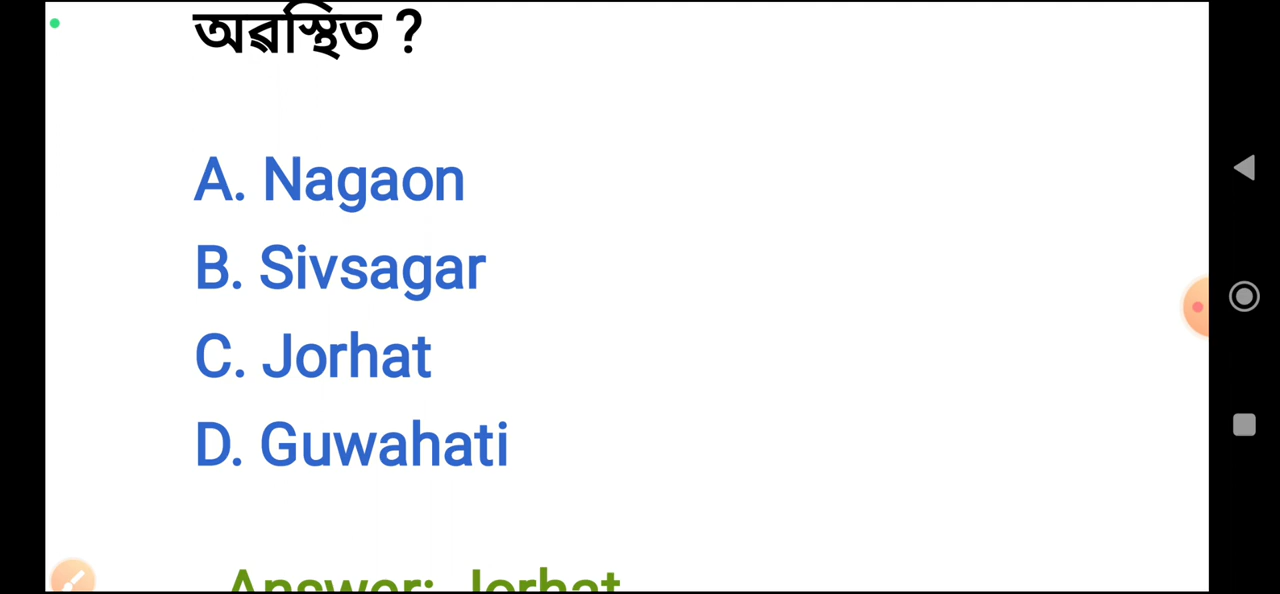 অৱস্থিত ?
A. Nagaon
B. Sivsagar
C. Jorhat
D. Guwahati
Answer: Jorhat